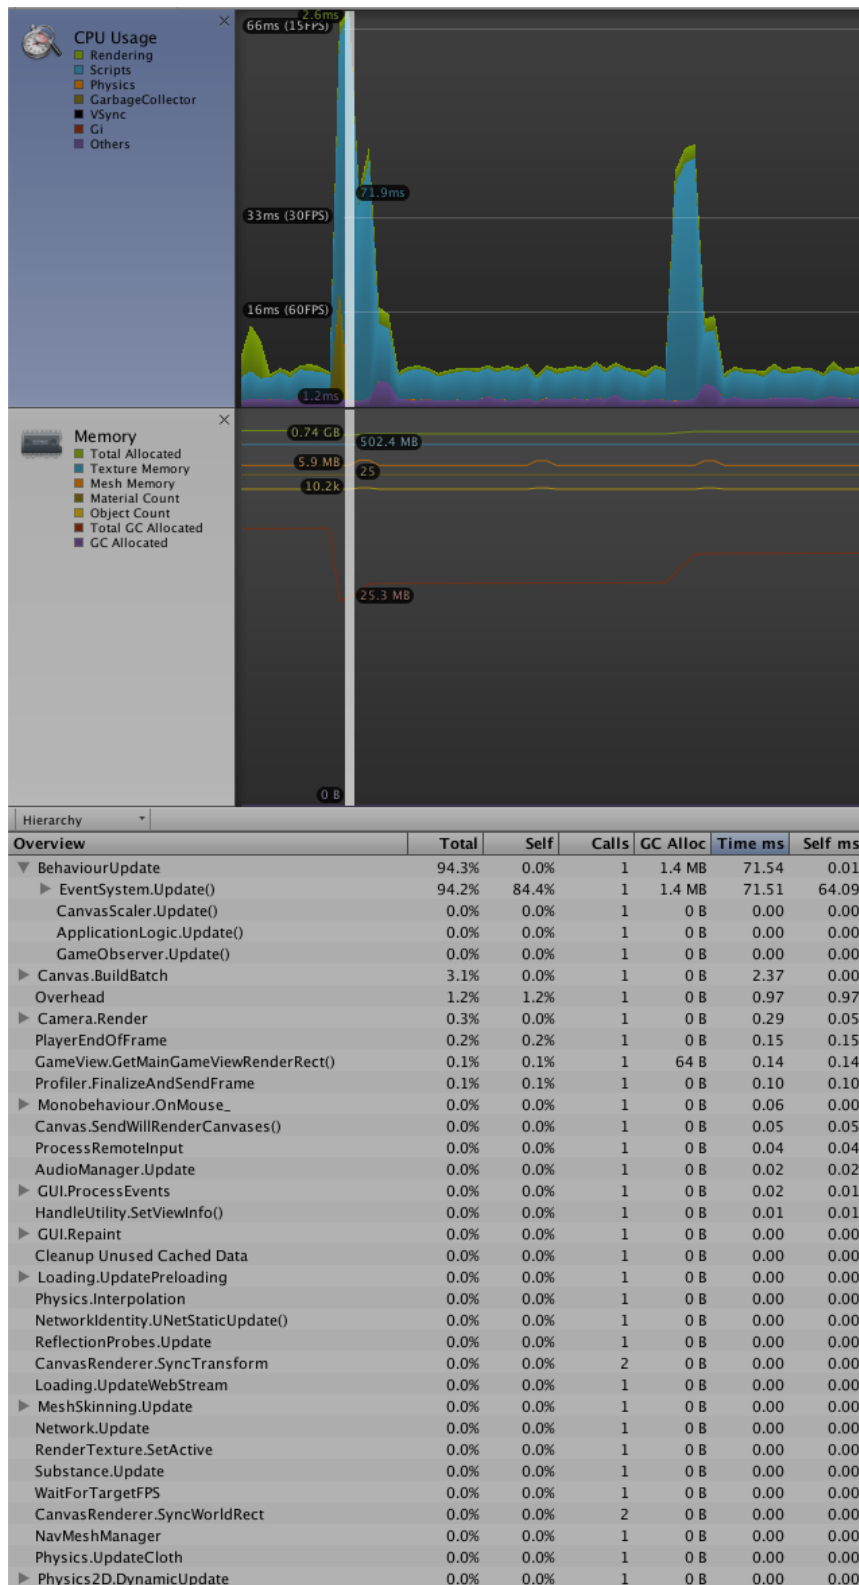 CPU Usage
Rendering
Scripts
Physics
GarbageCollector
VSync
Gi
Others
2.6ms
66ms (15FPS)
71.9ms
33ms (30FPS)
16ms (60FPS)
1.2ms
Memory
Total Allocated
Texture Memory
Mesh Memory
Material Count
Object Count
Total GC Allocated
GC Allocated
0.74 GB
502.4 MB
5.9 MB
25
10.2k
25.3 MB
0 B
Hierarchy
Overview Total Self Calls GC Alloc Time ms Self ms
BehaviourUpdate 94.3% 0.0% 1 1.4 MB 71.54 0.01
EventSystem.Update() 94.2% 84.4% 1 1.4 MB 71.51 64.09
CanvasScaler.Update() 0.0% 0.0% 1 0 B 0.00 0.00
ApplicationLogic.Update() 0.0% 0.0% 1 0 B 0.00 0.00
GameObserver.Update() 0.0% 0.0% 1 0 B 0.00 0.00
Canvas.BuildBatch 3.1% 0.0% 1 0 B 2.37 0.00
Overhead 1.2% 1.2% 1 0 B 0.97 0.97
Camera.Render 0.3% 0.0% 1 0 B 0.29 0.05
PlayerEndOfFrame 0.2% 0.2% 1 0 B 0.15 0.15
GameView.GetMainGameViewRenderRect() 0.1% 0.1% 1 64 B 0.14 0.14
Profiler.FinalizeAndSendFrame 0.1% 0.1% 1 0 B 0.10 0.10
Monobehaviour.OnMouse_ 0.0% 0.0% 1 0 B 0.06 0.00
Canvas.SendWillRenderCanvases() 0.0% 0.0% 1 0 B 0.05 0.05
ProcessRemoteInput 0.0% 0.0% 1 0 B 0.04 0.04
AudioManager.Update 0.0% 0.0% 1 0 B 0.02 0.02
GUI.ProcessEvents 0.0% 0.0% 1 0 B 0.02 0.01
HandleUtility.SetViewInfo() 0.0% 0.0% 1 0 B 0.01 0.01
GUI.Repaint 0.0% 0.0% 1 0 B 0.00 0.00
Cleanup Unused Cached Data 0.0% 0.0% 1 0 B 0.00 0.00
Loading.UpdatePreloading 0.0% 0.0% 1 0 B 0.00 0.00
Physics.Interpolation 0.0% 0.0% 1 0 B 0.00 0.00
NetworkIdentity.UNetStaticUpdate() 0.0% 0.0% 1 0 B 0.00 0.00
ReflectionProbes.Update 0.0% 0.0% 1 0 B 0.00 0.00
CanvasRenderer.SyncTransform 0.0% 0.0% 2 0 B 0.00 0.00
Loading.UpdateWebStream 0.0% 0.0% 1 0 B 0.00 0.00
MeshSkinning.Update 0.0% 0.0% 1 0 B 0.00 0.00
Network.Update 0.0% 0.0% 1 0 B 0.00 0.00
RenderTexture.SetActive 0.0% 0.0% 1 0 B 0.00 0.00
Substance.Update 0.0% 0.0% 1 0 B 0.00 0.00
WaitForTargetFPS 0.0% 0.0% 1 0 B 0.00 0.00
CanvasRenderer.SyncWorldRect 0.0% 0.0% 2 0 B 0.00 0.00
NavMeshManager 0.0% 0.0% 1 0 B 0.00 0.00
Physics.UpdateCloth 0.0% 0.0% 1 0 B 0.00 0.00
Physics2D.DynamicUpdate 0.0% 0.0% 1 0 B 0.00 0.00